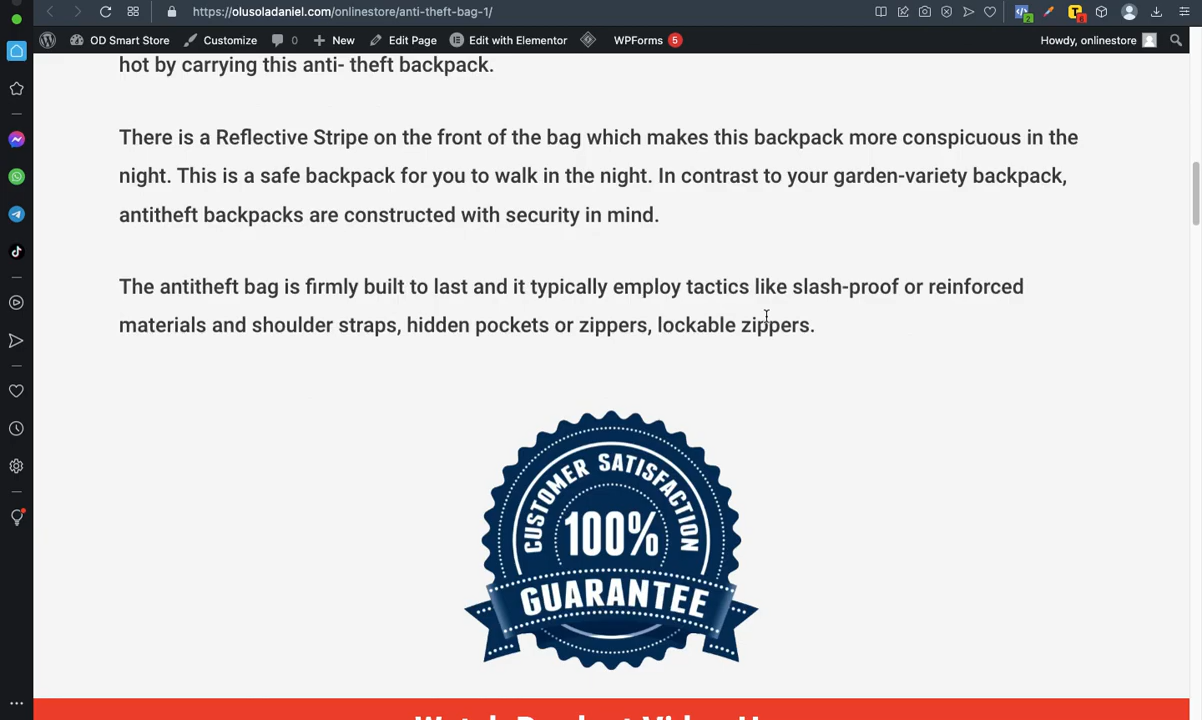 https://olusoladaniel.com/onlinestore/anti-theft-bag-1/
2
6
OD Smart Store Customize 0 New Edit Page Edit with Elementor WPForms 5 Howdy, onlinestore
hot by carrying this anti- theft backpack.
There is a Reflective Stripe on the front of the bag which makes this backpack more conspicuous in the
night. This is a safe backpack for you to walk in the night. In contrast to your garden-variety backpack,
antitheft backpacks are constructed with security in mind.
The antitheft bag is firmly built to last and it typically employ tactics like slash-proof or reinforced
materials and shoulder straps, hidden pockets or zippers, lockable zippers.
CUSTOMER SATISFACTION
100%
GUARANTEE
Watch Product Video